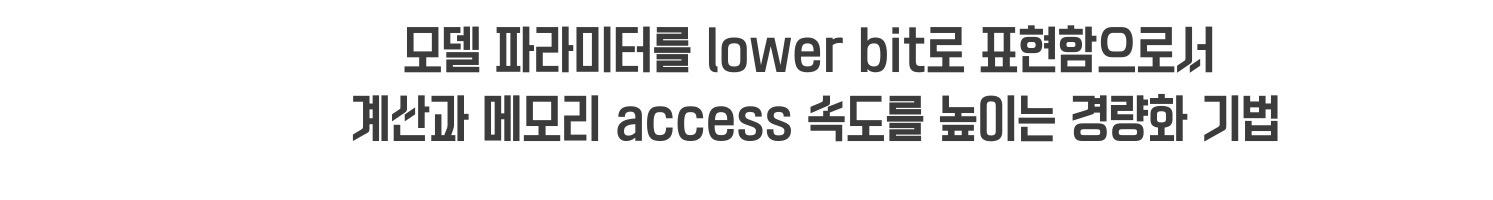 모델 파라미터를 lower bit로 표현함으로서
계산과 메모리 access 속도를 높이는 경량화 기법